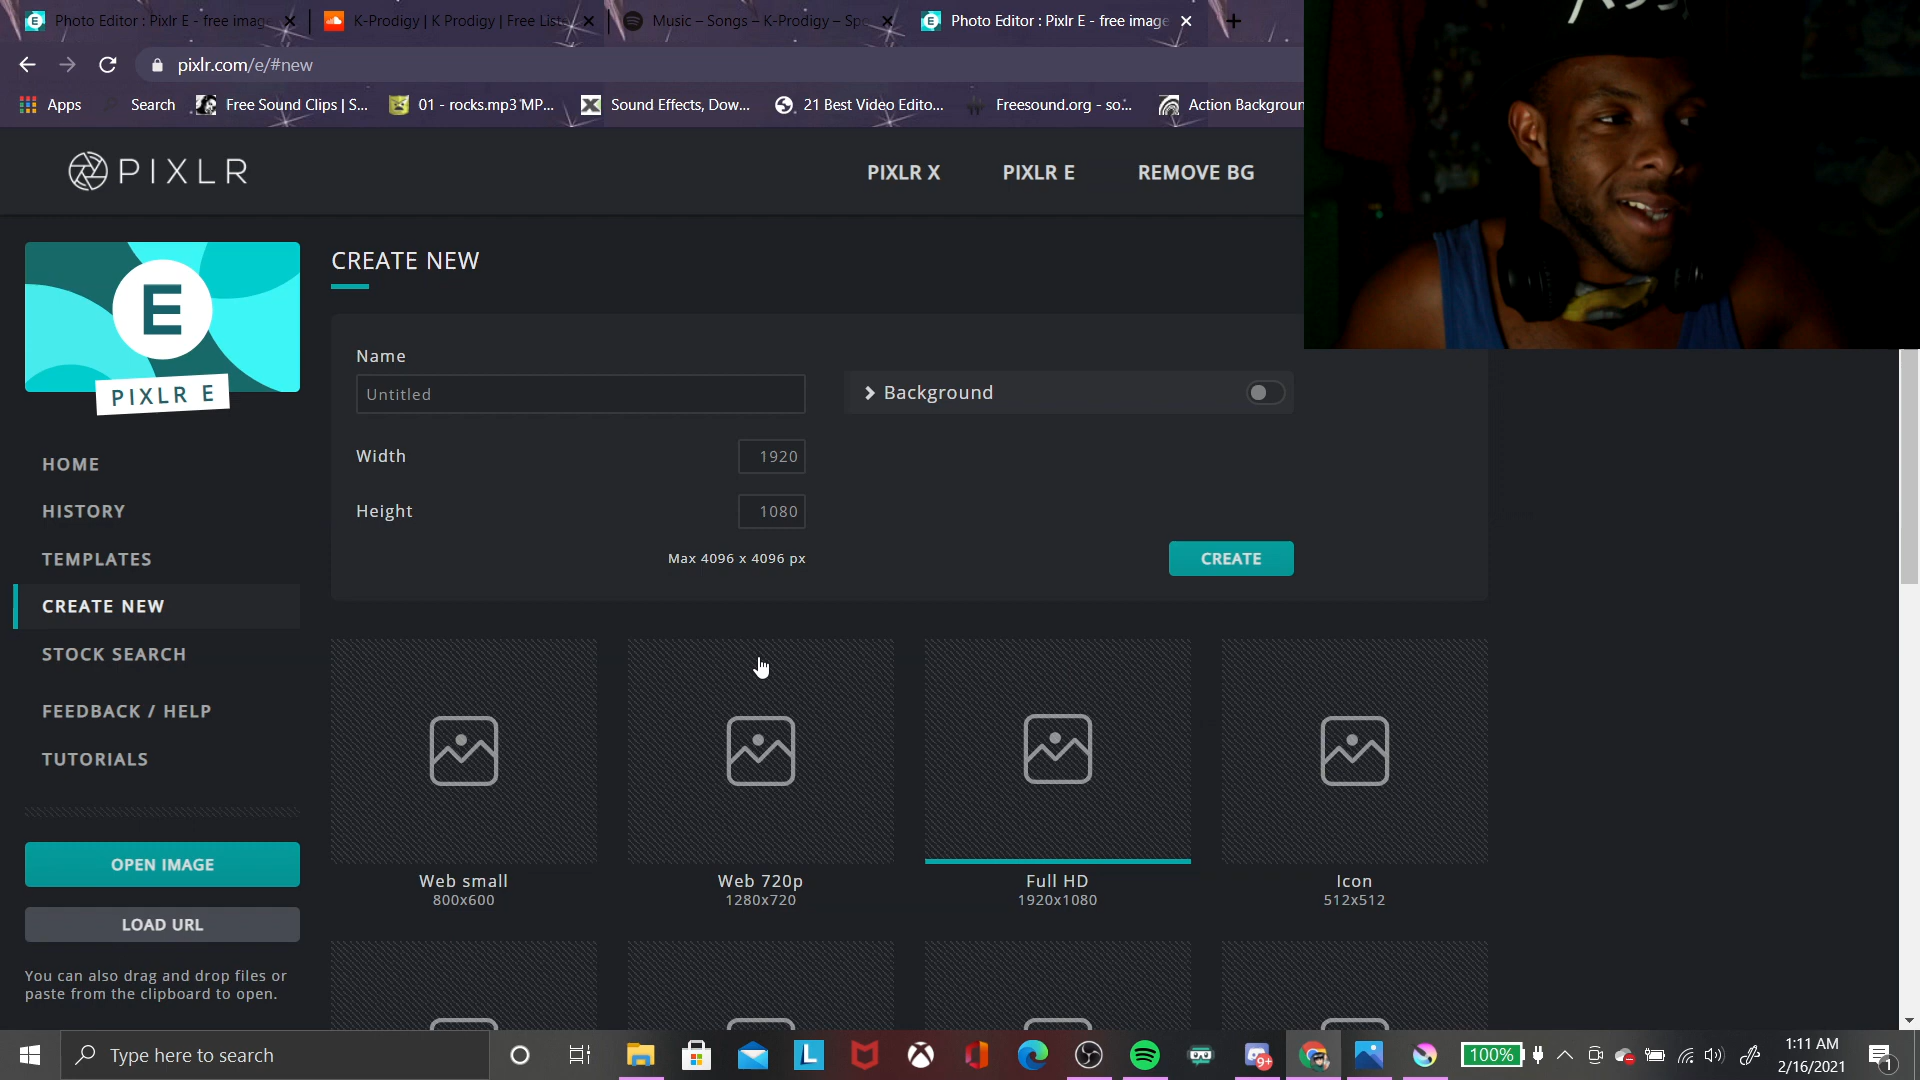 Photo Editor : Pixlr E - free image
K-Prodigy | K Prodigy | Free Liste
Music – Songs – K-Prodigy – Spo
Photo Editor : Pixlr E - free image
pixlr.com/e/#new
Apps
Search
Free Sound Clips | S...
01 - rocks.mp3 MP...
Sound Effects, Dow...
21 Best Video Edito...
Freesound.org - so...
Action Backgroun
PIXLR
PIXLR X
PIXLR E
REMOVE BG
E
PIXLR E
HOME
HISTORY
TEMPLATES
CREATE NEW
STOCK SEARCH
FEEDBACK / HELP
TUTORIALS
OPEN IMAGE
LOAD URL
You can also drag and drop files or
paste from the clipboard to open.
CREATE NEW
Name
Untitled
Background
Width
1920
Height
1080
Max 4096 x 4096 px
CREATE
Web small
800x600
Web 720p
1280x720
Full HD
1920x1080
Icon
512x512
Type here to search
L
9+
100%
1:11 AM
2/16/2021
1